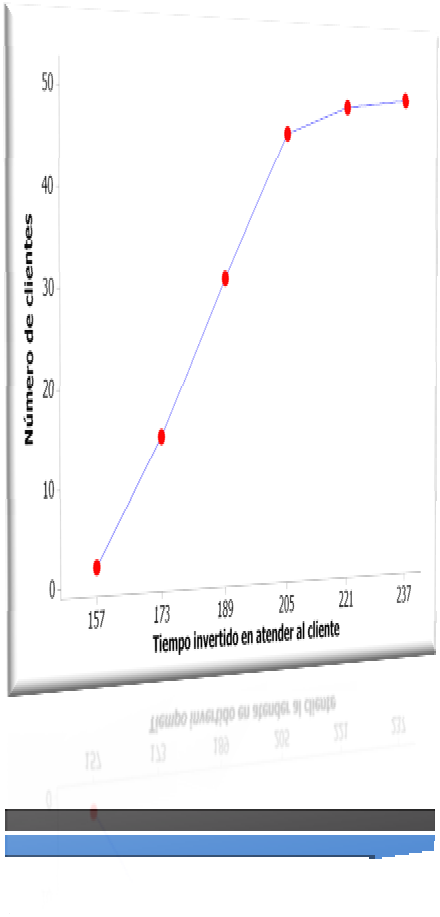 50
40
30
20
10
0
Número de clientes
157 173 189 205 221 237
Tiempo invertido en atender al cliente